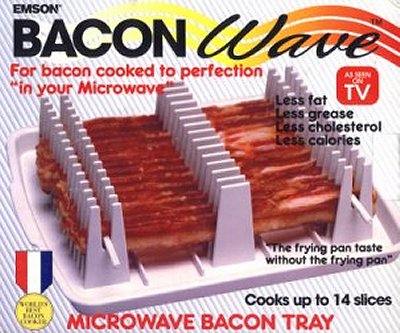 EMSON®
BACON Wave™
For bacon cooked to perfection
"in your Microwave"
AS SEEN
ON
TV
Less fat
Less grease
Less cholesterol
Less calories
"The frying pan taste
without the frying pan"
WORLD'S
BEST
BACON
COOKER
Cooks up to 14 slices
MICROWAVE BACON TRAY